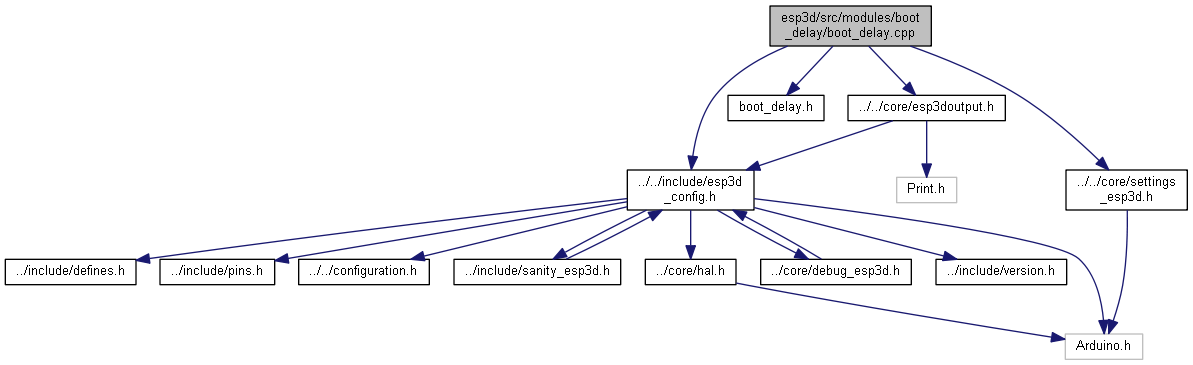 esp3d/src/modules/boot
_delay/boot_delay.cpp
boot_delay.h
../../core/esp3doutput.h
../../include/esp3d
_config.h
Print.h
../../core/settings
_esp3d.h
../include/defines.h
../include/pins.h
../../configuration.h
../include/sanity_esp3d.h
../core/hal.h
../core/debug_esp3d.h
../include/version.h
Arduino.h